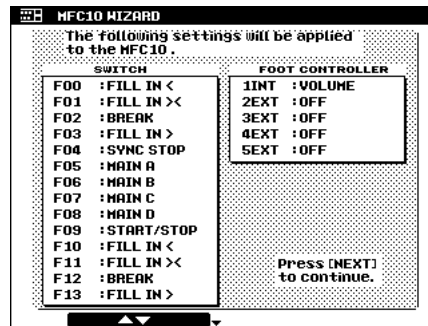 MFC10 WIZARD
The following settings will be applied
to the MFC10.
SWITCH
F00 :FILL IN <
F01 :FILL IN ><
F02 :BREAK
F03 :FILL IN >
F04 :SYNC STOP
F05 :MAIN A
F06 :MAIN B
F07 :MAIN C
F08 :MAIN D
F09 :START/STOP
F10 :FILL IN <
F11 :FILL IN ><
F12 :BREAK
F13 :FILL IN >
FOOT CONTROLLER
1INT :VOLUME
2EXT :OFF
3EXT :OFF
4EXT :OFF
5EXT :OFF
Press [NEXT]
to continue.